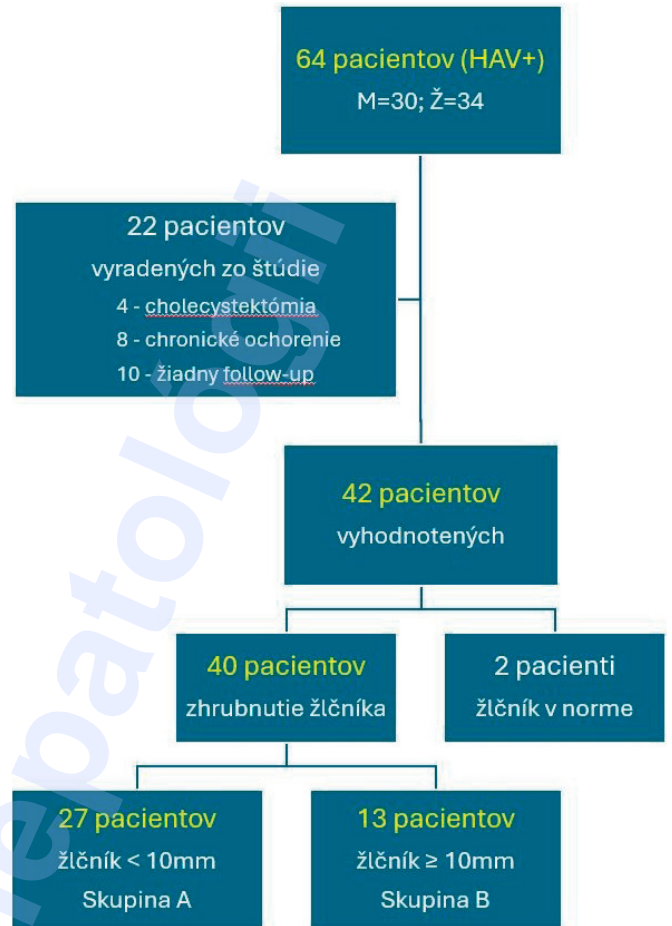 64 pacientov (HAV+)
M=30; Ž=34
22 pacientov
vyradených zo štúdie
4 - cholecystektómia
8 - chronické ochorenie
10 - žiadny follow-up
42 pacientov
vyhodnotených
40 pacientov
zhrubnutie žlčníka
2 pacienti
žlčník v norme
27 pacientov
žlčník < 10mm
Skupina A
13 pacientov
žlčník ≥ 10mm
Skupina B
hepatológii